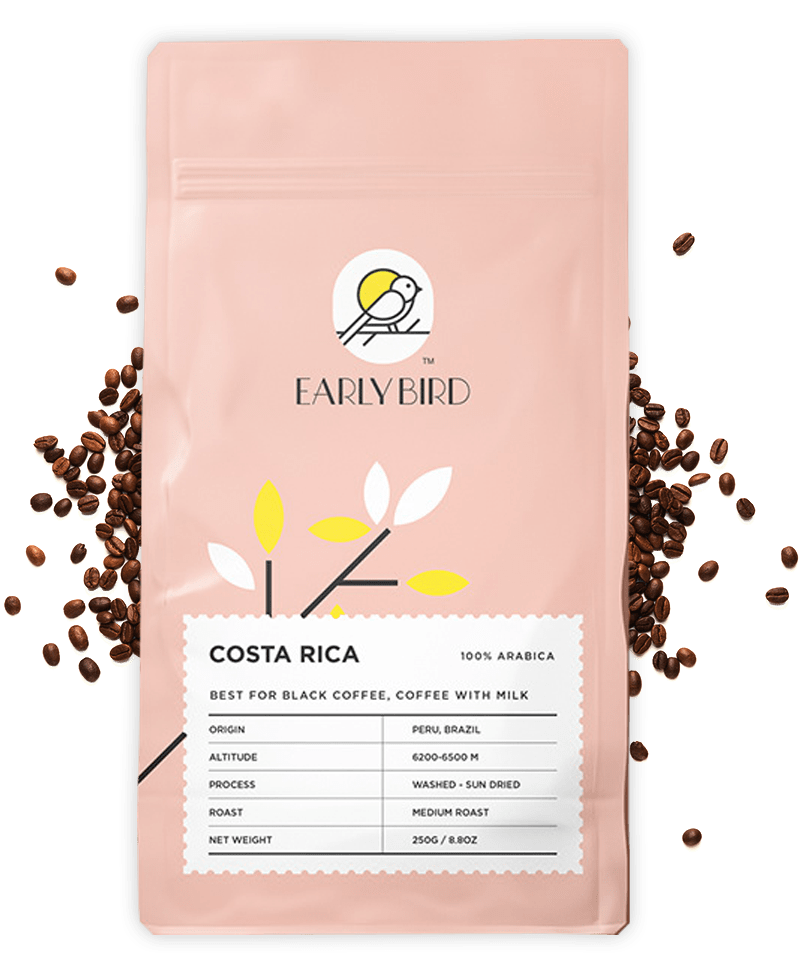 ™
EARLY BIRD
COSTA RICA 100% ARABICA
BEST FOR BLACK COFFEE, COFFEE WITH MILK
ORIGIN PERU, BRAZIL
ALTITUDE 6200-6500 M
PROCESS WASHED - SUN DRIED
ROAST MEDIUM ROAST
NET WEIGHT 250G / 8.8OZ